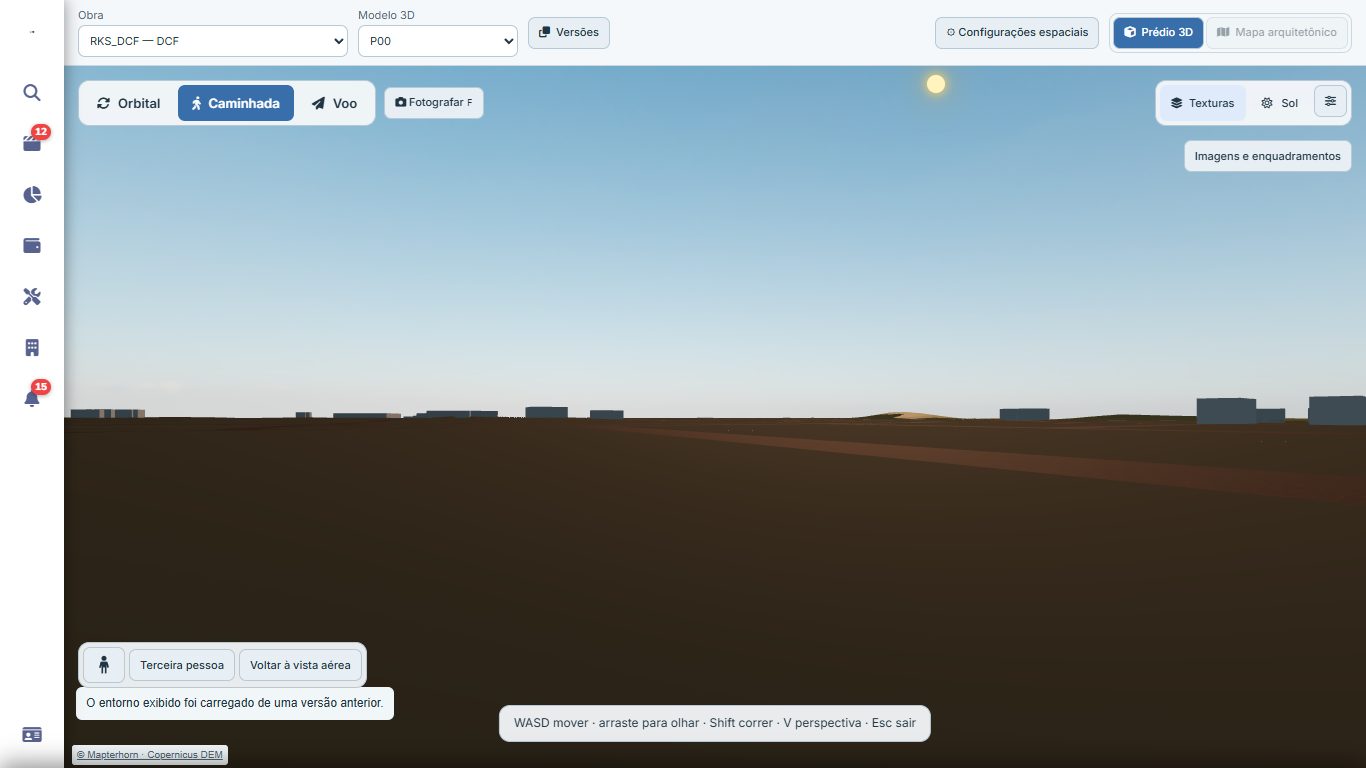 Obra
Modelo 3D
RKS_DCF — DCF
P00
Versões
Configurações espaciais
Prédio 3D
Mapa arquitetônico
Orbital
Caminhada
Voo
Fotografar F
Texturas
Sol
Imagens e enquadramentos
12
15
Terceira pessoa
Voltar à vista aérea
O entorno exibido foi carregado de uma versão anterior.
WASD mover · arraste para olhar · Shift correr · V perspectiva · Esc sair
© Mapterhorn · Copernicus DEM